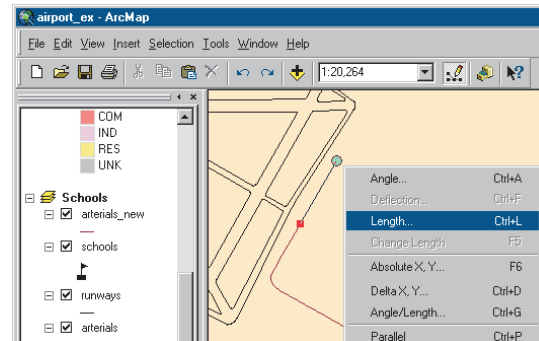 airport_ex - ArcMap
File Edit View Insert Selection Tools Window Help
1:20,264
COM
IND
RES
UNK
Schools
arterials_new
schools
runways
arterials
Angle... Ctrl+A
Deflection... Ctrl+F
Length... Ctrl+L
Change Length F5
Absolute X, Y... F6
Delta X, Y... Ctrl+D
Angle/Length... Ctrl+G
Parallel Ctrl+P